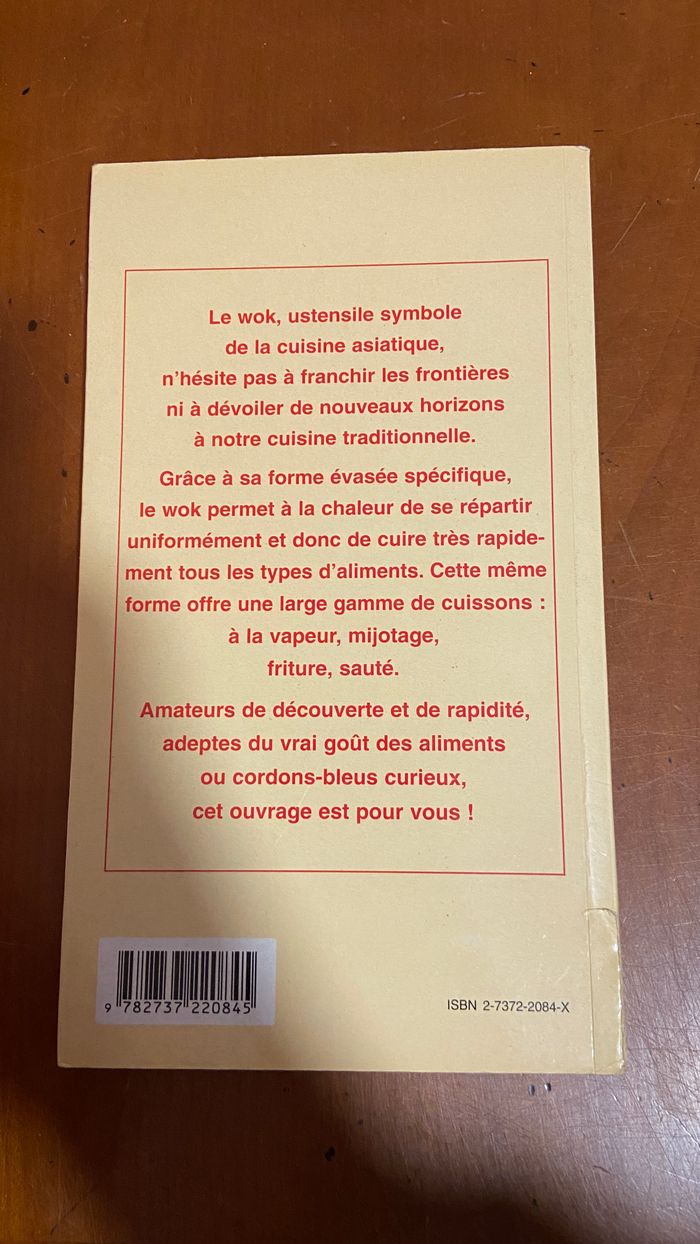 Le wok, ustensile symbole
de la cuisine asiatique,
n'hésite pas à franchir les frontières
ni à dévoiler de nouveaux horizons
à notre cuisine traditionnelle.
Grâce à sa forme évasée spécifique,
le wok permet à la chaleur de se répartir
uniformément et donc de cuire très rapide-
ment tous les types d'aliments. Cette même
forme offre une large gamme de cuissons :
à la vapeur, mijotage,
friture, sauté.
Amateurs de découverte et de rapidité,
adeptes du vrai goût des aliments
ou cordons-bleus curieux,
cet ouvrage est pour vous !
9 782737 220845
ISBN 2-7372-2084-X